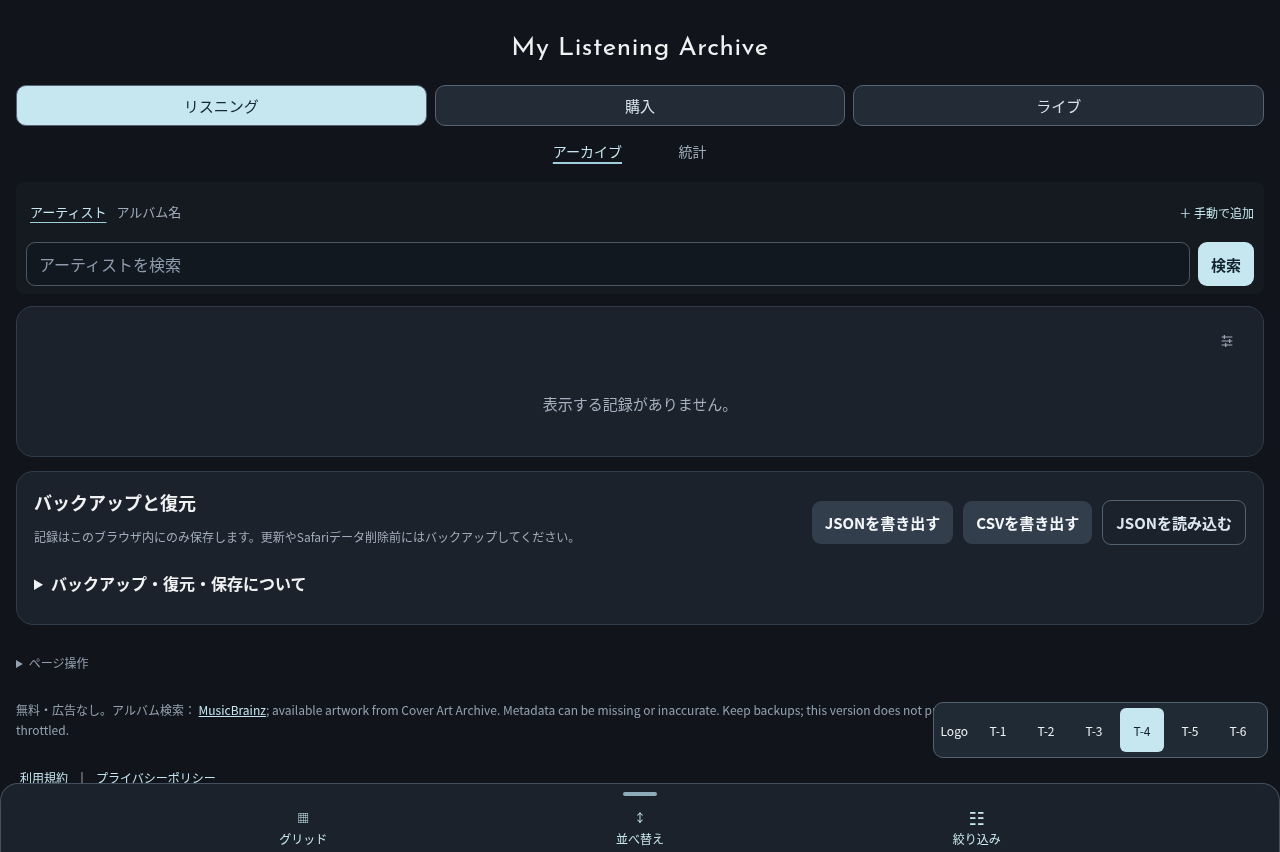 My Listening Archive
リスニング 購入 ライブ
アーカイブ 統計
アーティスト アルバム名 ＋ 手動で追加
アーティストを検索 検索
表示する記録がありません。
バックアップと復元
記録はこのブラウザ内にのみ保存します。更新やSafariデータ削除前にはバックアップしてください。
JSONを書き出す CSVを書き出す JSONを読み込む
▶ バックアップ・復元・保存について
▶ ページ操作
無料・広告なし。アルバム検索： MusicBrainz; available artwork from Cover Art Archive. Metadata can be missing or inaccurate. Keep backups; this version does not
throttled.
Logo T-1 T-2 T-3 T-4 T-5 T-6
利用規約 | プライバシーポリシー
グリッド 並べ替え 絞り込み